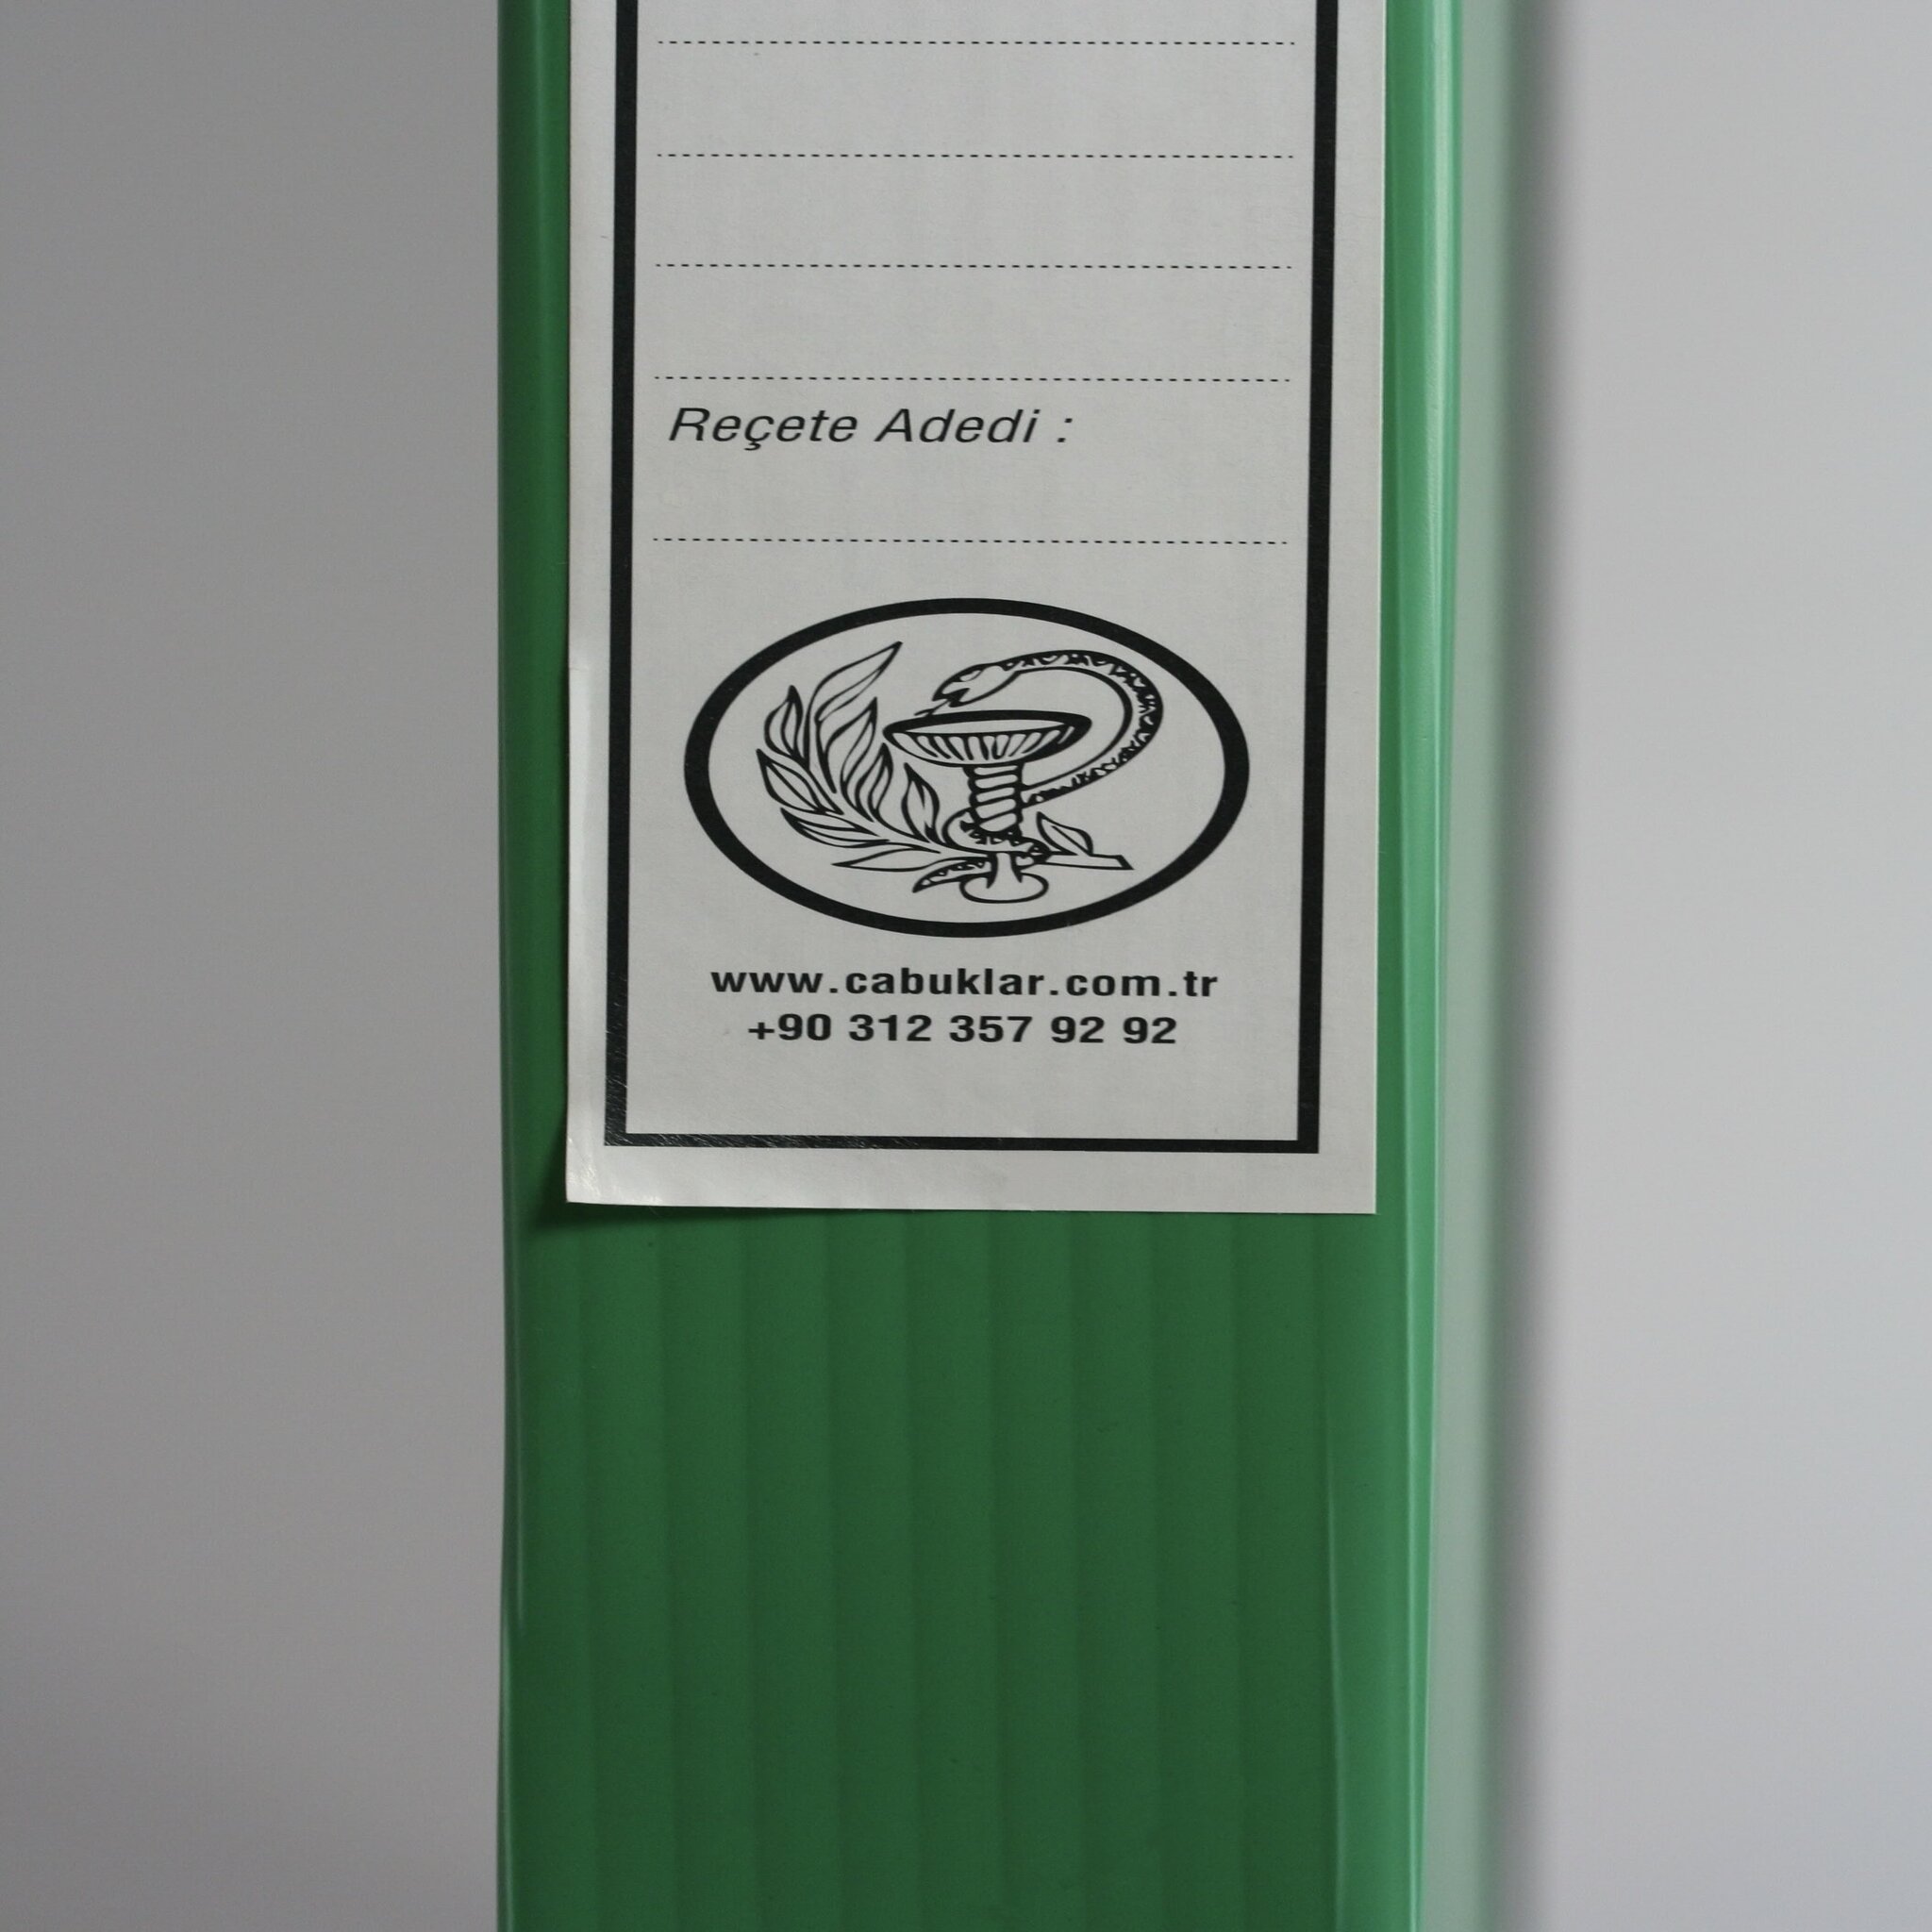 Reçete Adedi :
www.cabuklar.com.tr
+90 312 357 92 92